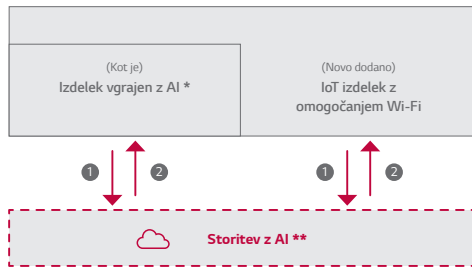 (Kot je)
Izdelek vgrajen z AI *
(Novo dodano)
IoT izdelek z
omogočanjem Wi-Fi
1
2
1
2
Storitev z AI **